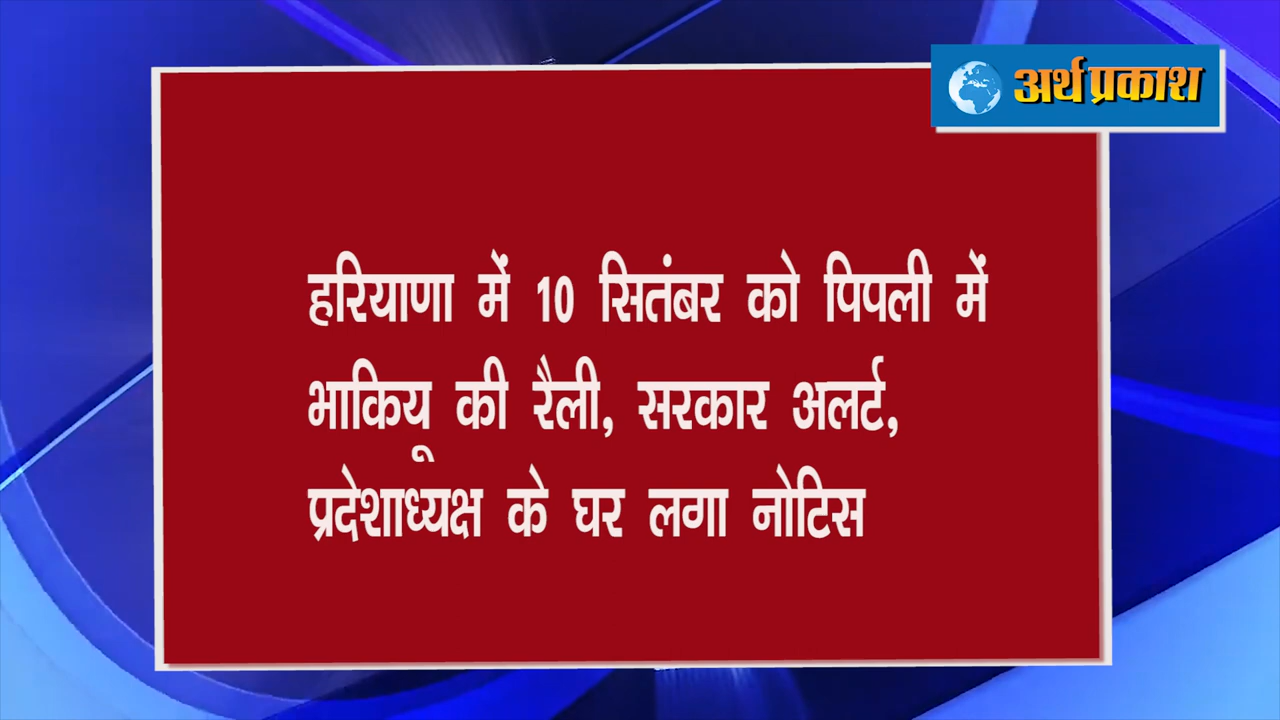 अर्थ प्रकाश
हरियाणा में 10 सितंबर को पिपली में
भाकियू की रैली, सरकार अलर्ट,
प्रदेशाध्यक्ष के घर लगा नोटिस